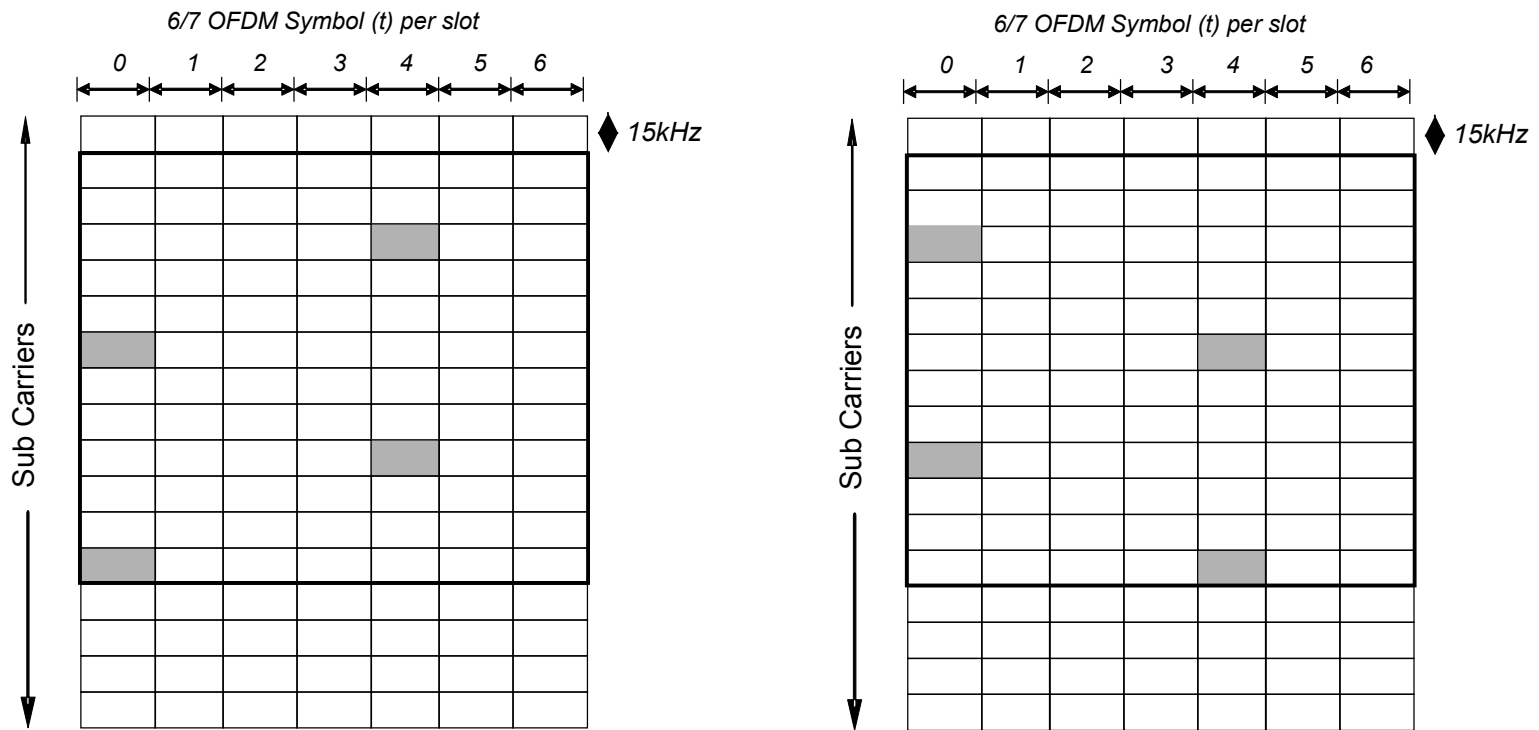 6/7 OFDM Symbol (t) per slot
0 1 2 3 4 5 6
15kHz
Sub Carriers
6/7 OFDM Symbol (t) per slot
0 1 2 3 4 5 6
15kHz
Sub Carriers